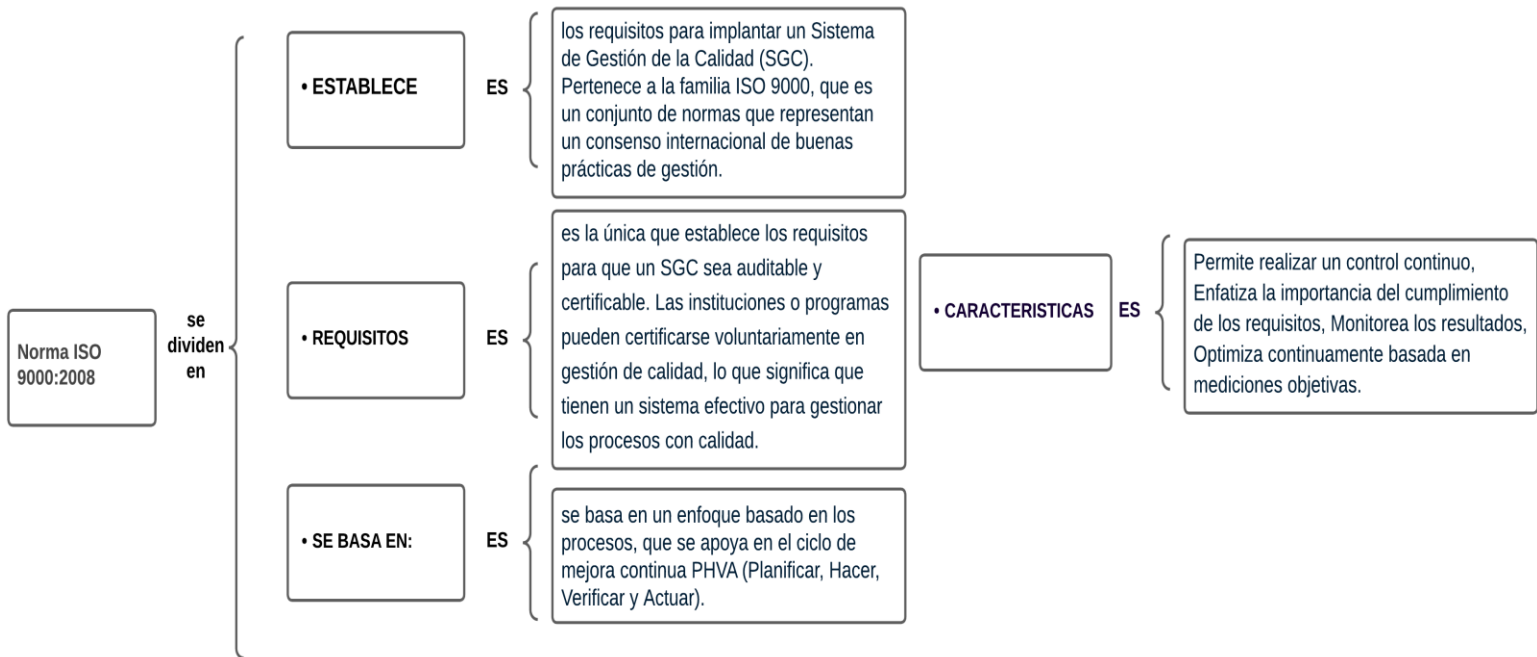 Norma ISO
9000:2008
se
dividen
en
• ESTABLECE
ES
los requisitos para implantar un Sistema
de Gestión de la Calidad (SGC).
Pertenece a la familia ISO 9000, que es
un conjunto de normas que representan
un consenso internacional de buenas
prácticas de gestión.
• REQUISITOS
ES
es la única que establece los requisitos
para que un SGC sea auditable y
certificable. Las instituciones o programas
pueden certificarse voluntariamente en
gestión de calidad, lo que significa que
tienen un sistema efectivo para gestionar
los procesos con calidad.
• CARACTERISTICAS
ES
Permite realizar un control continuo,
Enfatiza la importancia del cumplimiento
de los requisitos, Monitorea los resultados,
Optimiza continuamente basada en
mediciones objetivas.
• SE BASA EN:
ES
se basa en un enfoque basado en los
procesos, que se apoya en el ciclo de
mejora continua PHVA (Planificar, Hacer,
Verificar y Actuar).